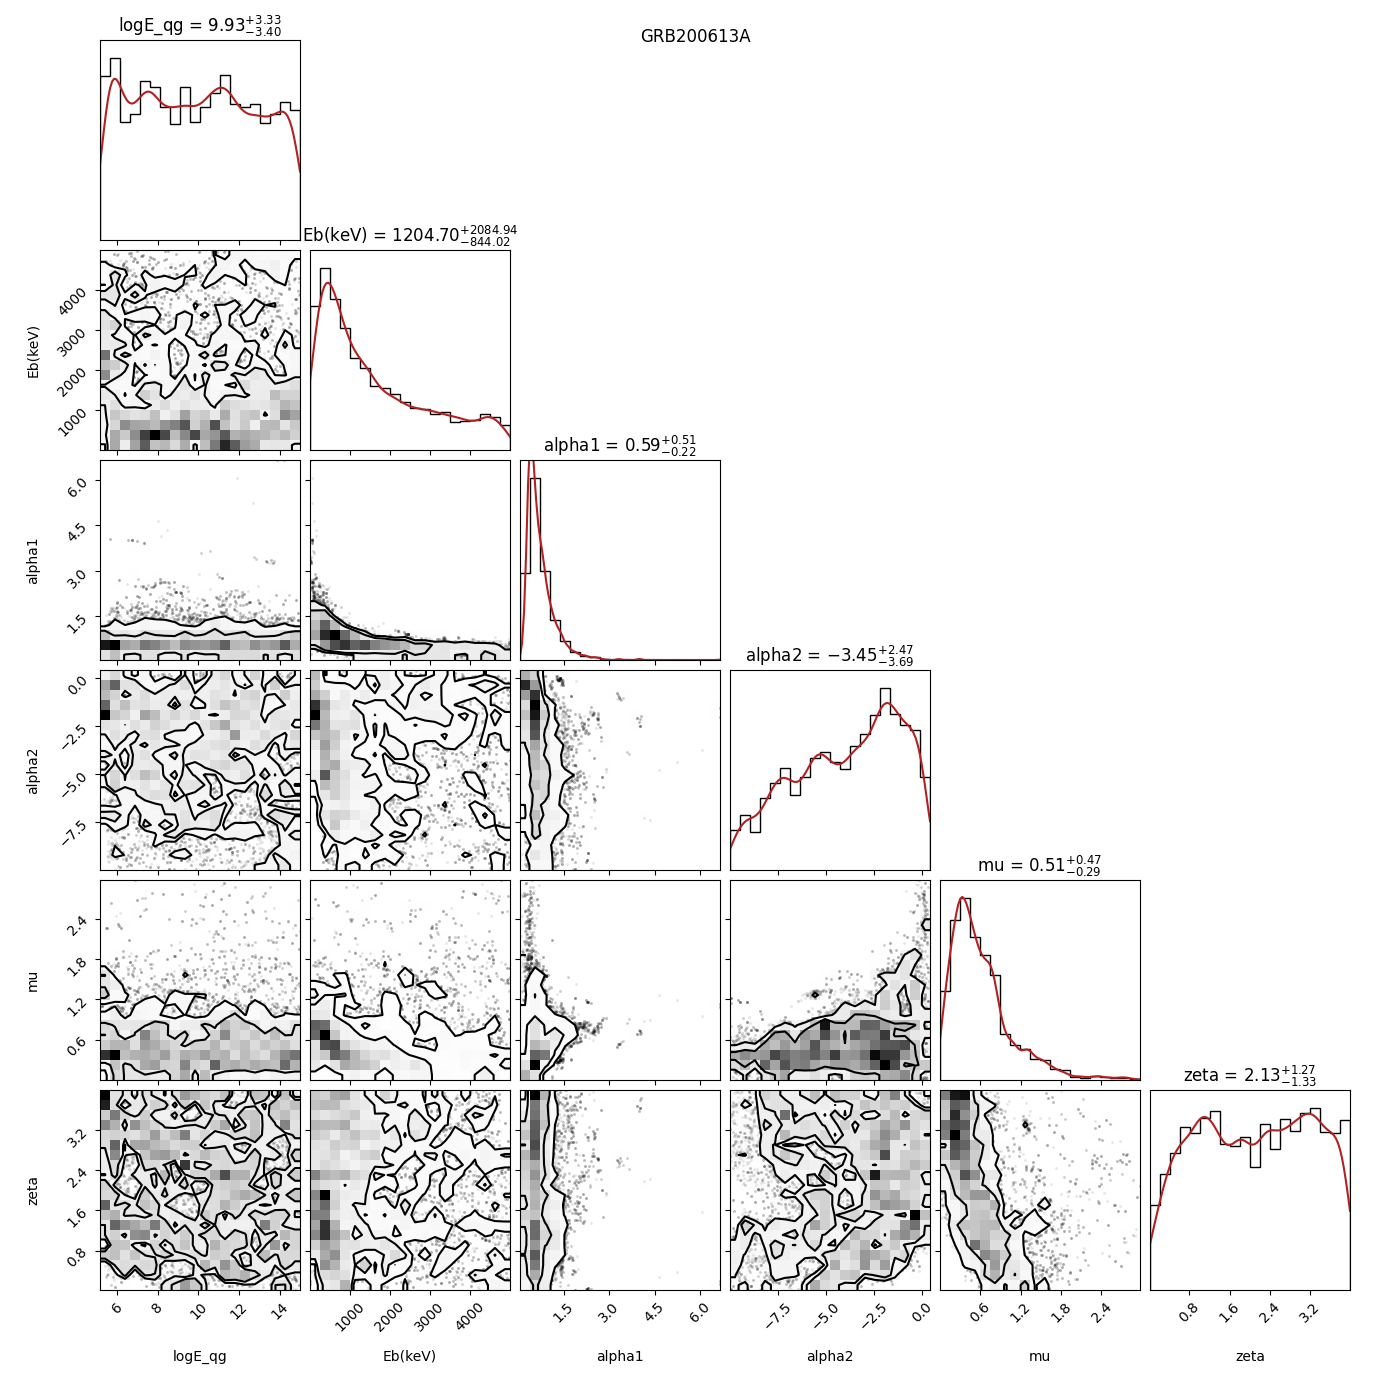 GRB200613A
logE_qg = 9.93+3.33 −3.40
Eb(keV) = 1204.70+2084.94 −844.02
4000
3000
2000
1000
Eb(keV)
alpha1 = 0.59+0.51 −0.22
6.0
4.5
3.0
1.5
alpha1
alpha2 = −3.45+2.47 −3.69
0.0
−2.5
−5.0
−7.5
alpha2
mu = 0.51+0.47 −0.29
2.4
1.8
1.2
0.6
mu
zeta = 2.13+1.27 −1.33
3.2
2.4
1.6
0.8
zeta
6 8 10 12 14
1000 2000 3000 4000
1.5 3.0 4.5 6.0
−7.5 −5.0 −2.5 0.0
0.6 1.2 1.8 2.4
0.8 1.6 2.4 3.2
logE_qg Eb(keV) alpha1 alpha2 mu zeta